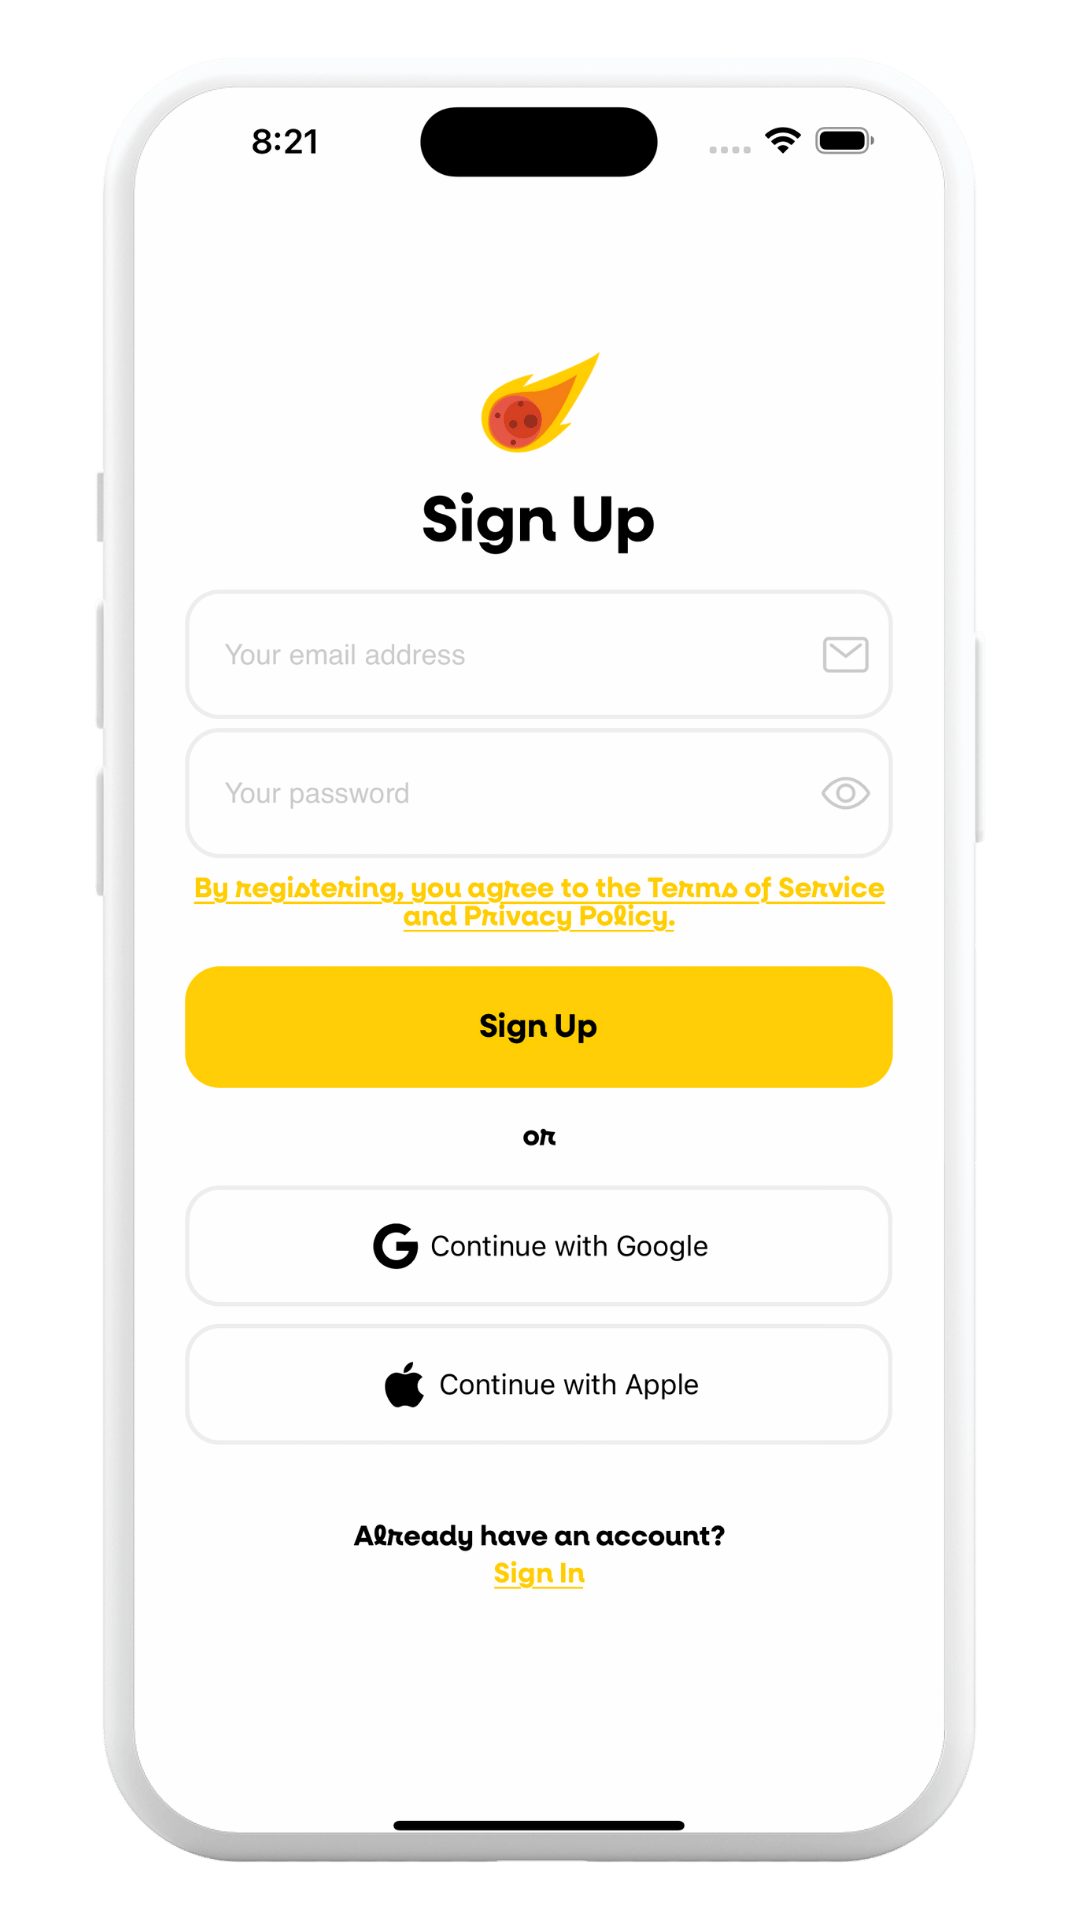 8:21
Sign Up
Your email address
Your password
By registering, you agree to the Terms of Service
and Privacy Policy.
Sign Up
or
Continue with Google
Continue with Apple
Already have an account?
Sign In